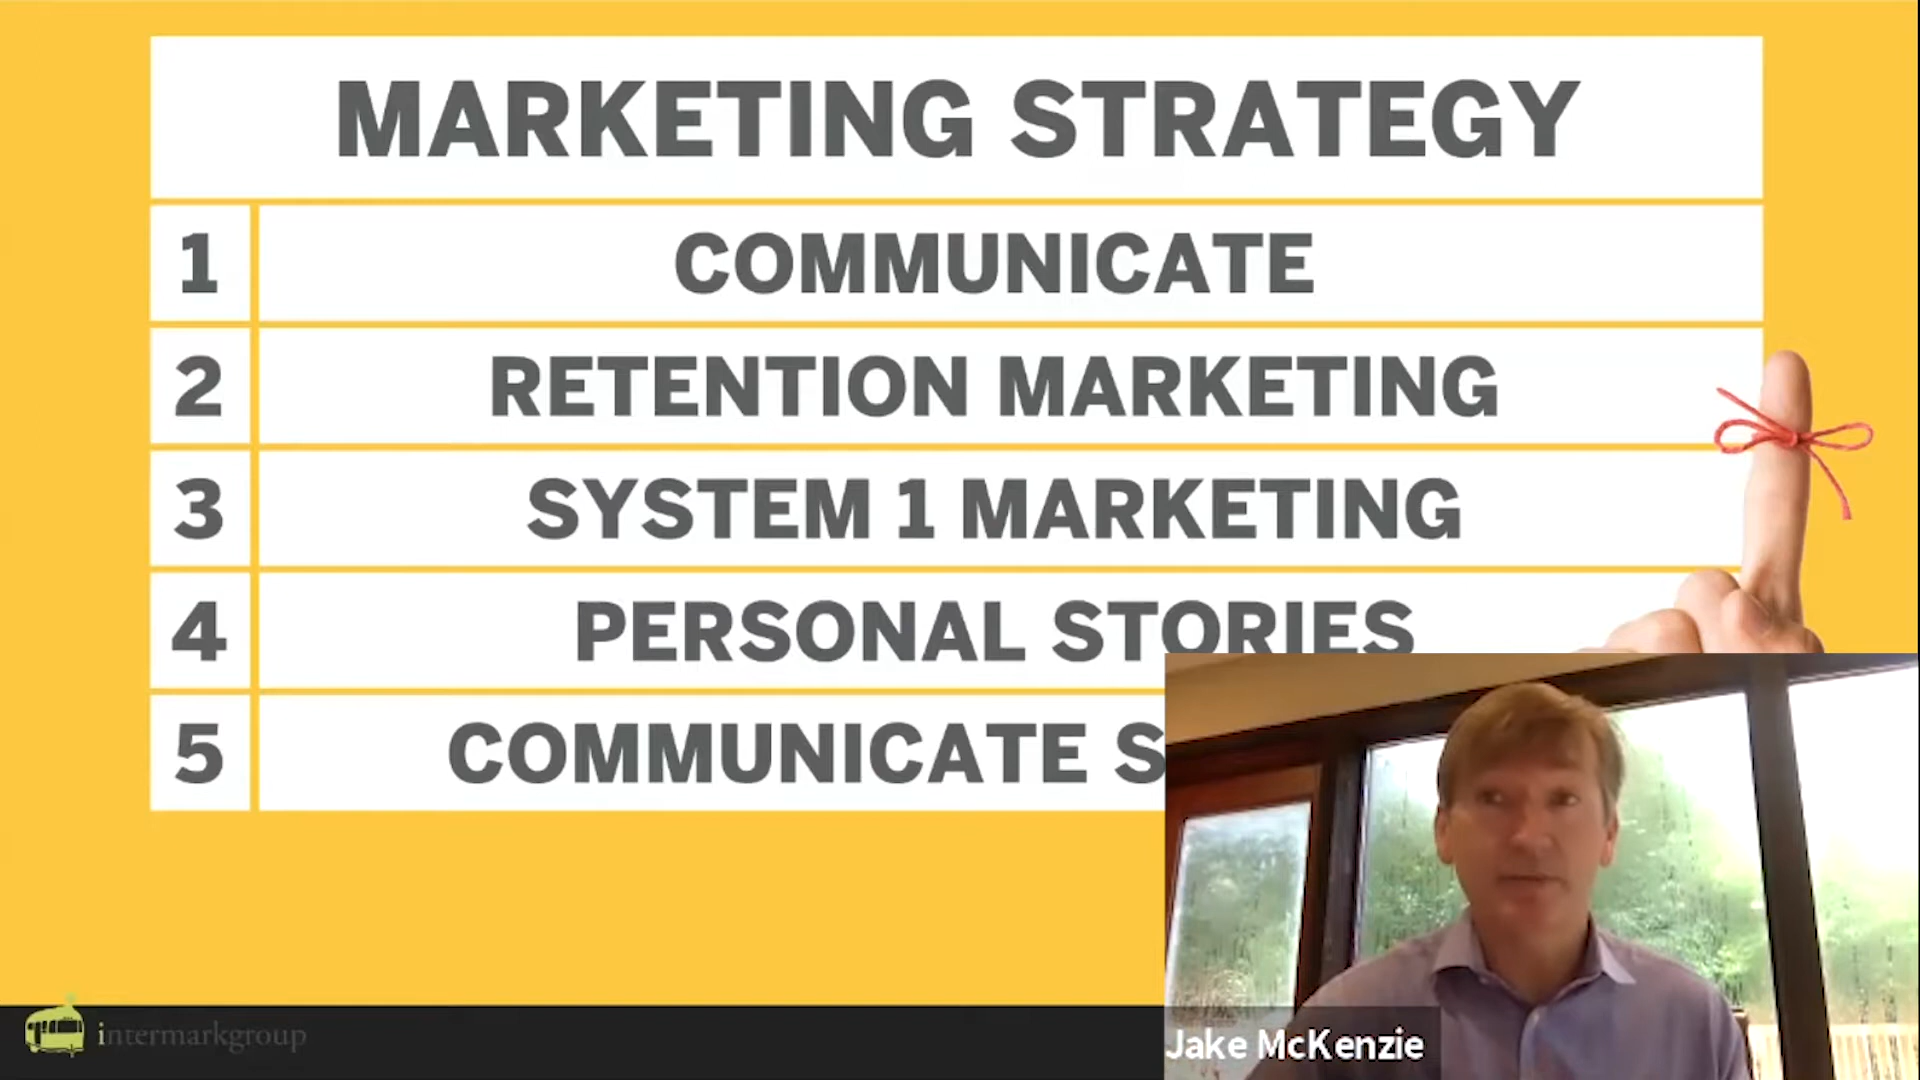 MARKETING STRATEGY
1 COMMUNICATE
2 RETENTION MARKETING
3 SYSTEM 1 MARKETING
4 PERSONAL STORIES
5 COMMUNICATE S
intermarkgroup
Jake McKenzie